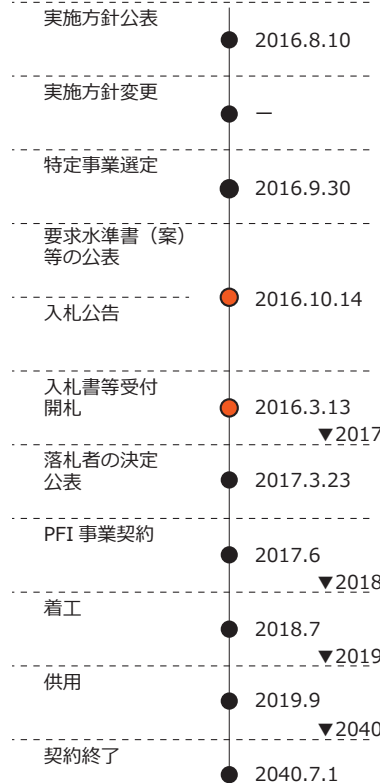 実施方針公表
2016.8.10
実施方針変更
—
特定事業選定
2016.9.30
要求水準書（案）
等の公表
2016.10.14
入札公告
入札書等受付
開札
2016.3.13
▼2017
落札者の決定
公表
2017.3.23
PFI 事業契約
2017.6
▼2018
着工
2018.7
▼2019
供用
2019.9
▼2040
契約終了
2040.7.1